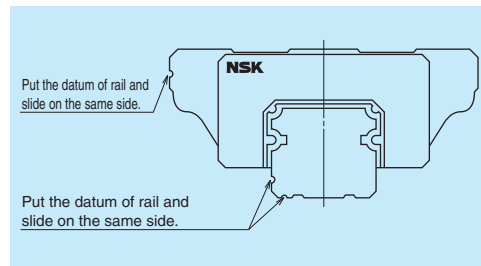 NSK
Put the datum of rail and
slide on the same side.
Put the datum of rail and
slide on the same side.